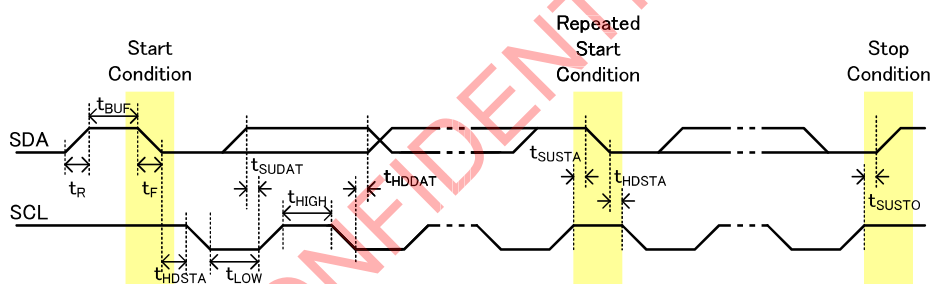 Repeated
Start
Condition
Start
Condition
Stop
Condition
tBUF
SDA
tR
tF
tSUDAT
tHDDAT
tSUSTA
tHDSTA
tHIGH
tSUSTO
SCL
tHDSTA
tLOW
CONFIDENTI